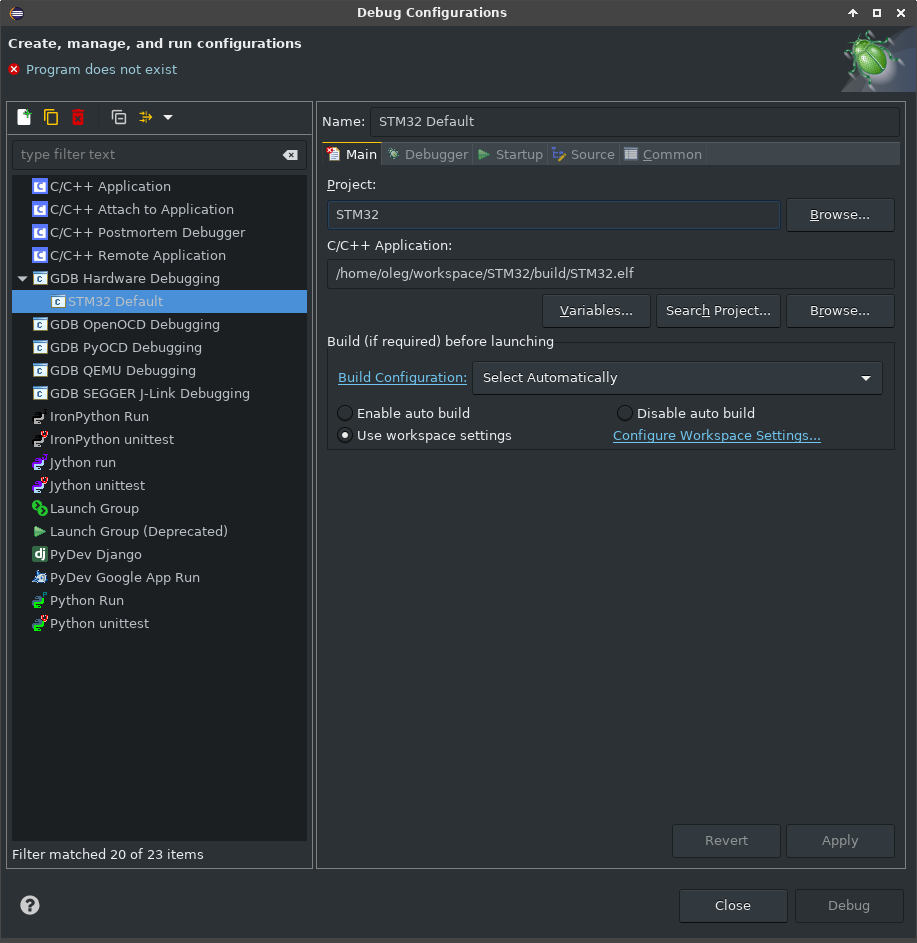 Debug Configurations
Create, manage, and run configurations
Program does not exist
type filter text
C/C++ Application
C/C++ Attach to Application
C/C++ Postmortem Debugger
C/C++ Remote Application
GDB Hardware Debugging
STM32 Default
GDB OpenOCD Debugging
GDB PyOCD Debugging
GDB QEMU Debugging
GDB SEGGER J-Link Debugging
IronPython Run
IronPython unittest
Jython run
Jython unittest
Launch Group
Launch Group (Deprecated)
PyDev Django
PyDev Google App Run
Python Run
Python unittest
Filter matched 20 of 23 items
Name: STM32 Default
Main Debugger Startup Source Common
Project:
STM32 Browse...
C/C++ Application:
/home/oleg/workspace/STM32/build/STM32.elf
Variables... Search Project... Browse...
Build (if required) before launching
Build Configuration: Select Automatically
Enable auto build Disable auto build
Use workspace settings Configure Workspace Settings...
Revert Apply
Close Debug